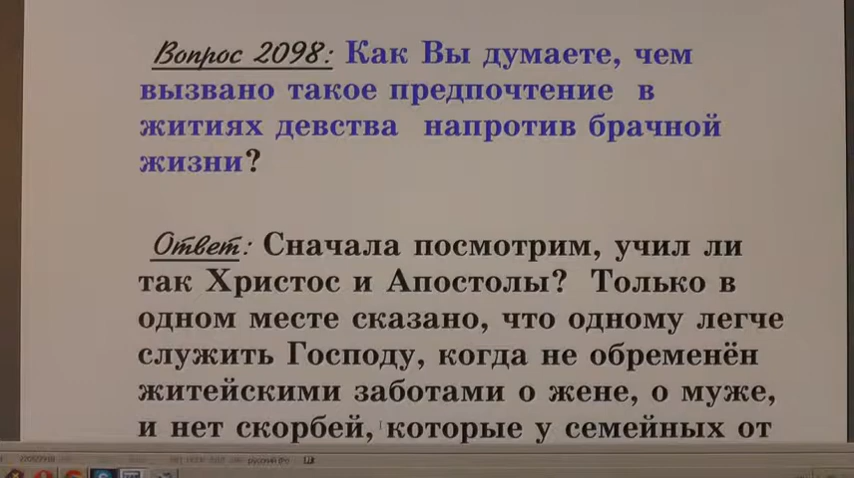 Вопрос 2098: Как Вы думаете, чем
вызвано такое предпочтение в
житиях девства напротив брачной
жизни?
Ответ: Сначала посмотрим, учил ли
так Христос и Апостолы? Только в
одном месте сказано, что одному легче
служить Господу, когда не обременён
житейскими заботами о жене, о муже,
и нет скорбей, которые у семейных от